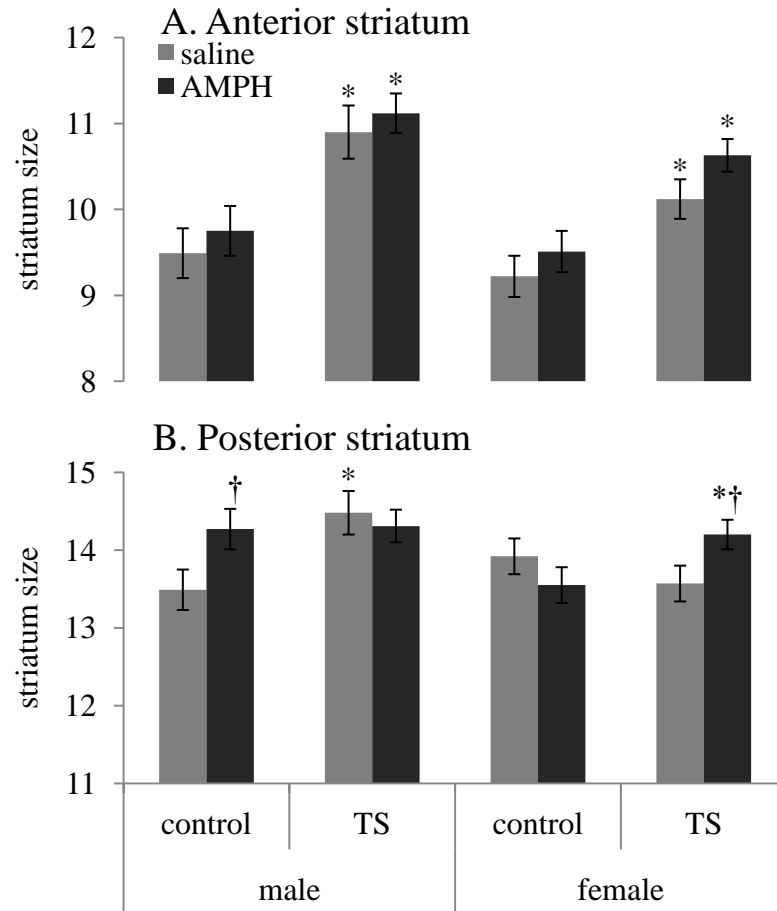 A. Anterior striatum
saline
AMPH
striatum size
12
11
10
9
8
* * * *
B. Posterior striatum
striatum size
15
14
13
12
11
† * *†
control TS control TS
male female